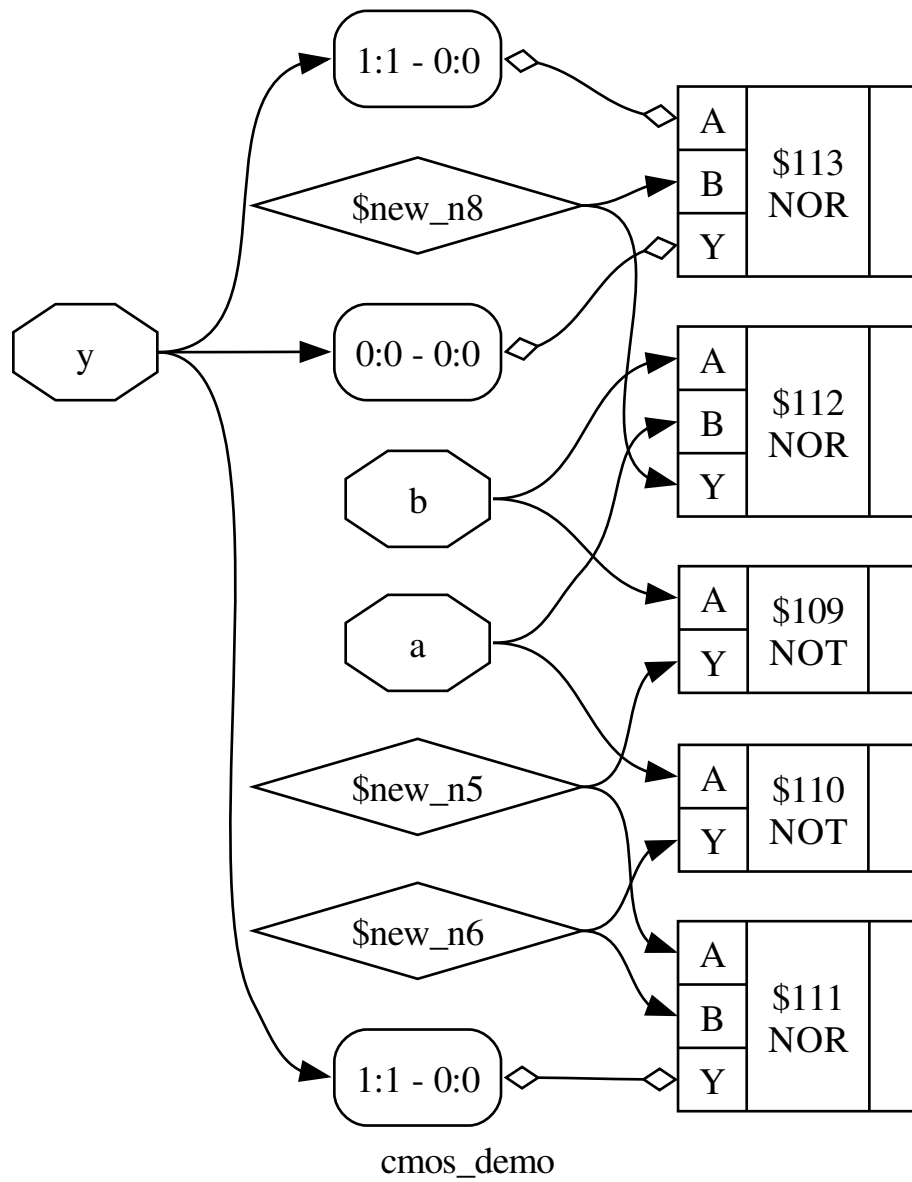 1:1 - 0:0
A
B
Y
$113
NOR
$new_n8
y
0:0 - 0:0
A
B
Y
$112
NOR
b
a
A
Y
$109
NOT
$new_n5
A
Y
$110
NOT
$new_n6
A
B
Y
$111
NOR
1:1 - 0:0
cmos_demo